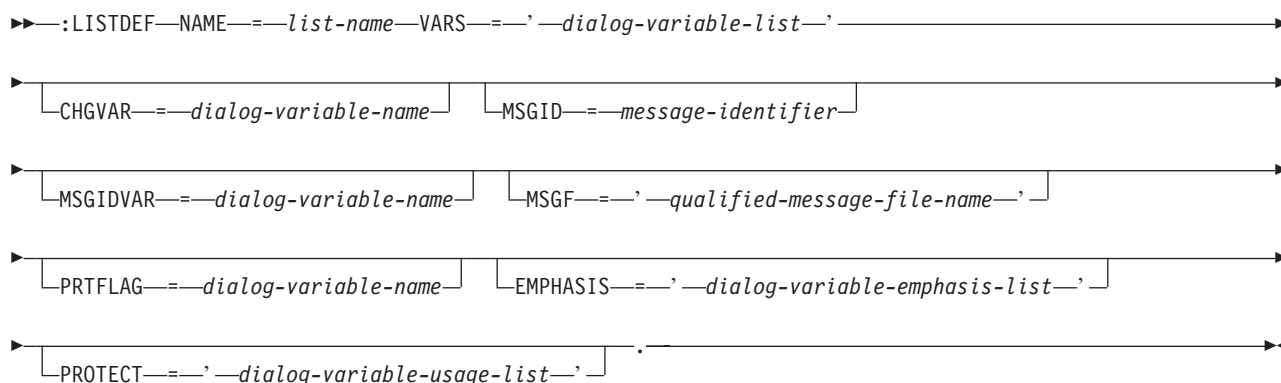 :LISTDEF NAME = list-name VARS =' dialog-variable-list '
CHGVAR = dialog-variable-name MSGID = message-identifier
MSGIDVAR = dialog-variable-name MSGF =' qualified-message-file-name '
PRTFLAG = dialog-variable-name EMPHASIS =' dialog-variable-emphasis-list '
.
PROTECT =' dialog-variable-usage-list '